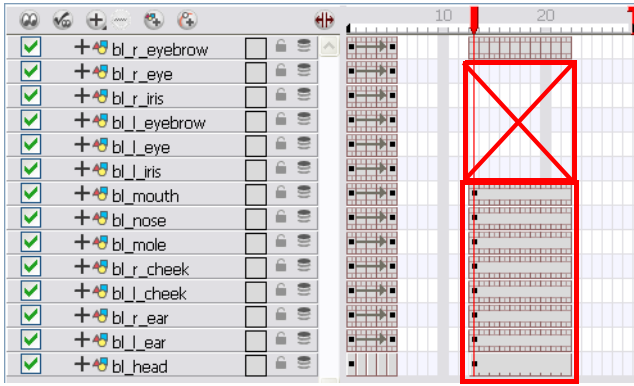 10 20
bl_r_eyebrow
bl_r_eye
bl_r_iris
bl_l_eyebrow
bl_l_eye
bl_l_iris
bl_mouth
bl_nose
bl_mole
bl_r_cheek
bl_l_cheek
bl_r_ear
bl_l_ear
bl_head